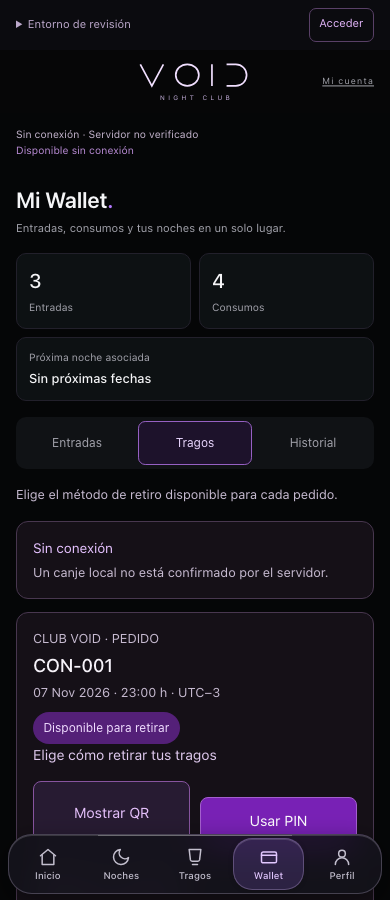 ▶ Entorno de revisión
Acceder
VOID
NIGHT CLUB
Mi cuenta
Sin conexión · Servidor no verificado
Disponible sin conexión
Mi Wallet.
Entradas, consumos y tus noches en un solo lugar.
3
Entradas
4
Consumos
Próxima noche asociada
Sin próximas fechas
Entradas
Tragos
Historial
Elige el método de retiro disponible para cada pedido.
Sin conexión
Un canje local no está confirmado por el servidor.
CLUB VOID · PEDIDO
CON-001
07 Nov 2026 · 23:00 h · UTC−3
Disponible para retirar
Elige cómo retirar tus tragos
Mostrar QR
Usar PIN
Inicio
Noches
Tragos
Wallet
Perfil